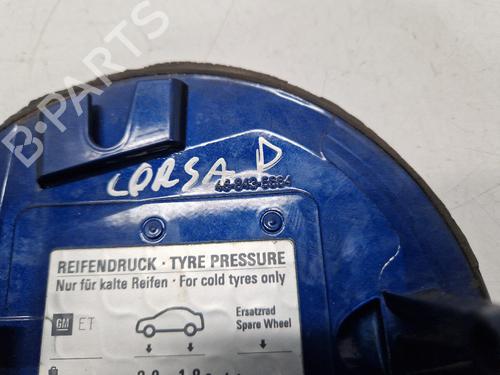 B-PARTS
CORSA D
REIFENDRUCK · TYRE PRESSURE
Nur für kalte Reifen · For cold tyres only
GM ET
Ersatzrad
Spare Wheel